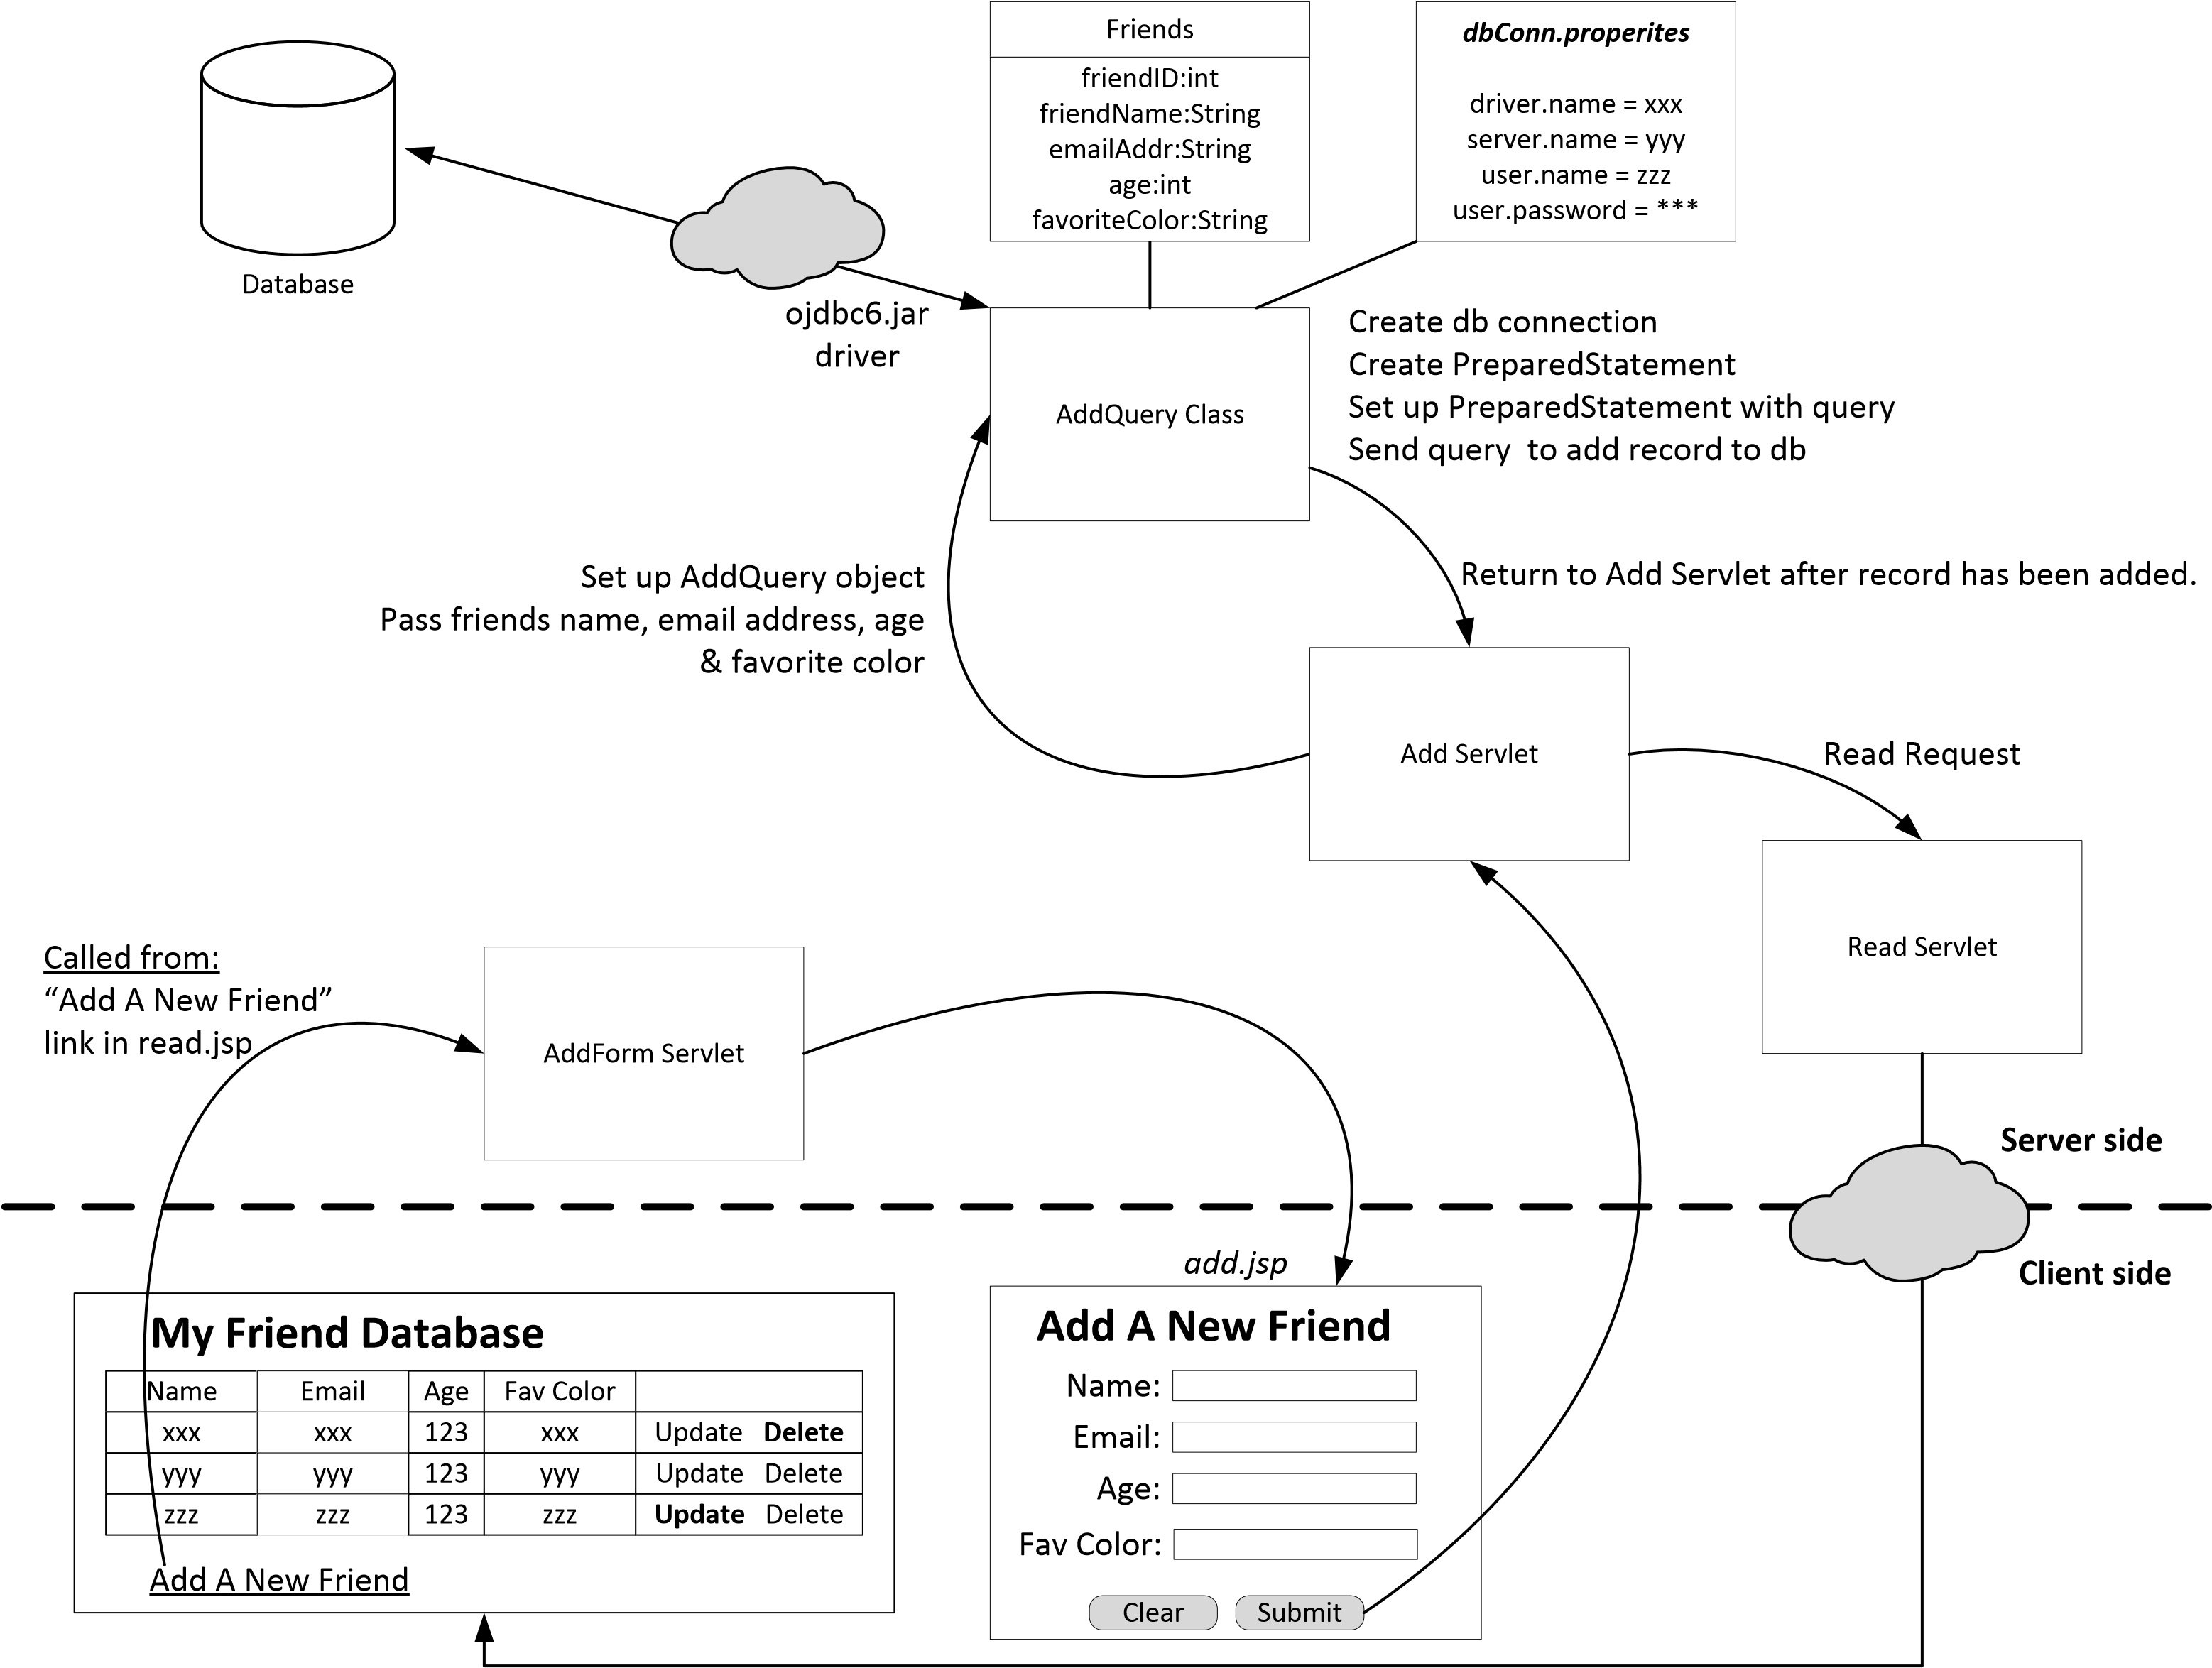 Friends
friendID:int
friendName:String
emailAddr:String
age:int
favoriteColor:String
dbConn.properites
driver.name = xxx
server.name = yyy
user.name = zzz
user.password = ***
Database
ojdbc6.jar
driver
AddQuery Class
Create db connection
Create PreparedStatement
Set up PreparedStatement with query
Send query  to add record to db
Set up AddQuery object
Pass friends name, email address, age
& favorite color
Return to Add Servlet after record has been added.
Add Servlet
Read Request
Read Servlet
Called from:
“Add A New Friend”
link in read.jsp
AddForm Servlet
Server side
Client side
My Friend Database
Name Email Age Fav Color
xxx xxx 123 xxx Update Delete
yyy yyy 123 yyy Update Delete
zzz zzz 123 zzz Update Delete
Add A New Friend
add.jsp
Add A New Friend
Name:
Email:
Age:
Fav Color:
Clear Submit